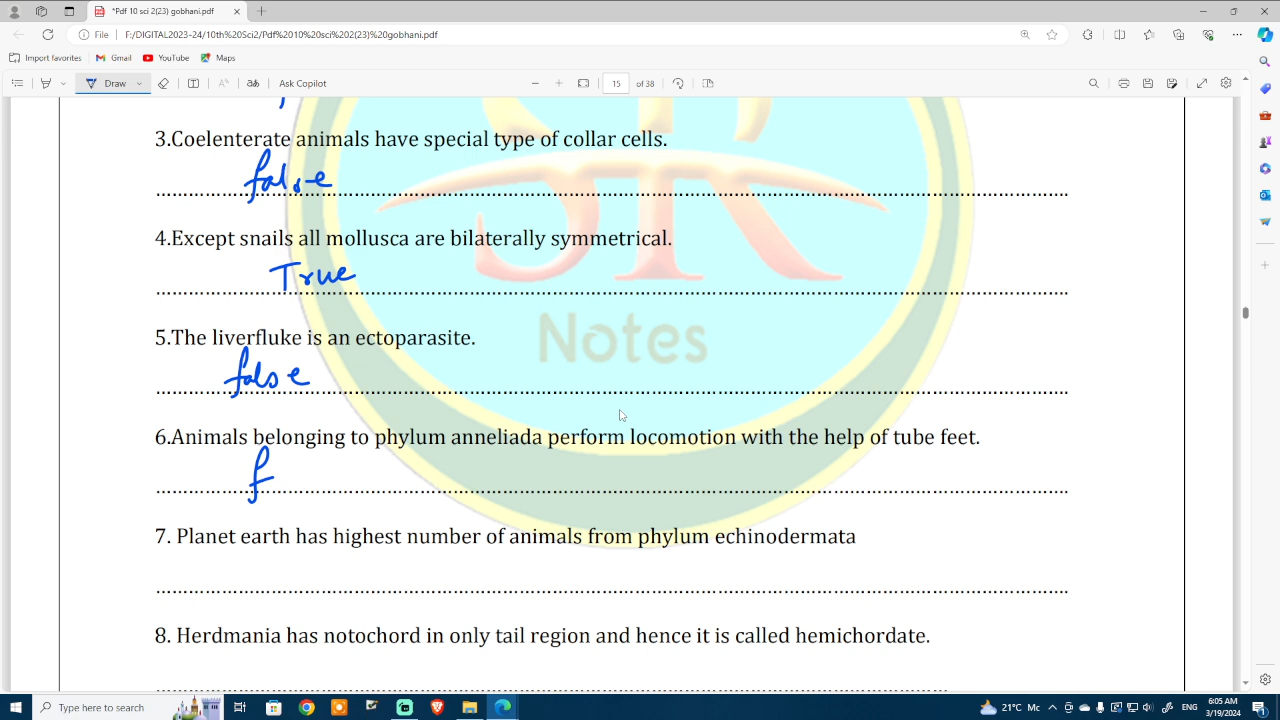 *Pdf 10 sci 2(23) gobhani.pdf
File F:/DIGITAL2023-24/10th%20Sci2/Pdf%2010%20sci%202(23)%20gobhani.pdf
Import favorites Gmail YouTube Maps
Draw Ask Copilot 15 of 38
3.Coelenterate animals have special type of collar cells.
false
4.Except snails all mollusca are bilaterally symmetrical.
True
5.The liverfluke is an ectoparasite.
false
6.Animals belonging to phylum anneliada perform locomotion with the help of tube feet.
f
7. Planet earth has highest number of animals from phylum echinodermata
8. Herdmania has notochord in only tail region and hence it is called hemichordate.
SR
Notes
Type here to search 21°C Mc ENG 6:05 AM
3/19/2024